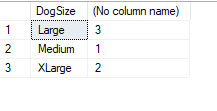 DogSize (No column name)
1 Large 3
2 Medium 1
3 XLarge 2